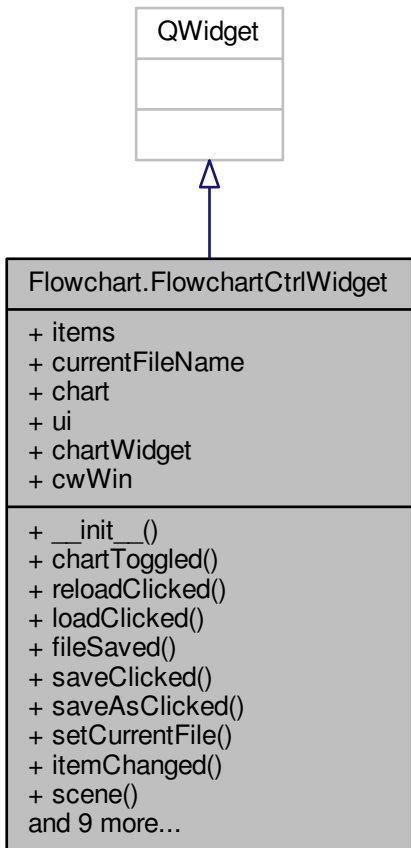 QWidget
Flowchart.FlowchartCtrlWidget
+ items
+ currentFileName
+ chart
+ ui
+ chartWidget
+ cwWin
+ __init__()
+ chartToggled()
+ reloadClicked()
+ loadClicked()
+ fileSaved()
+ saveClicked()
+ saveAsClicked()
+ setCurrentFile()
+ itemChanged()
+ scene()
and 9 more...